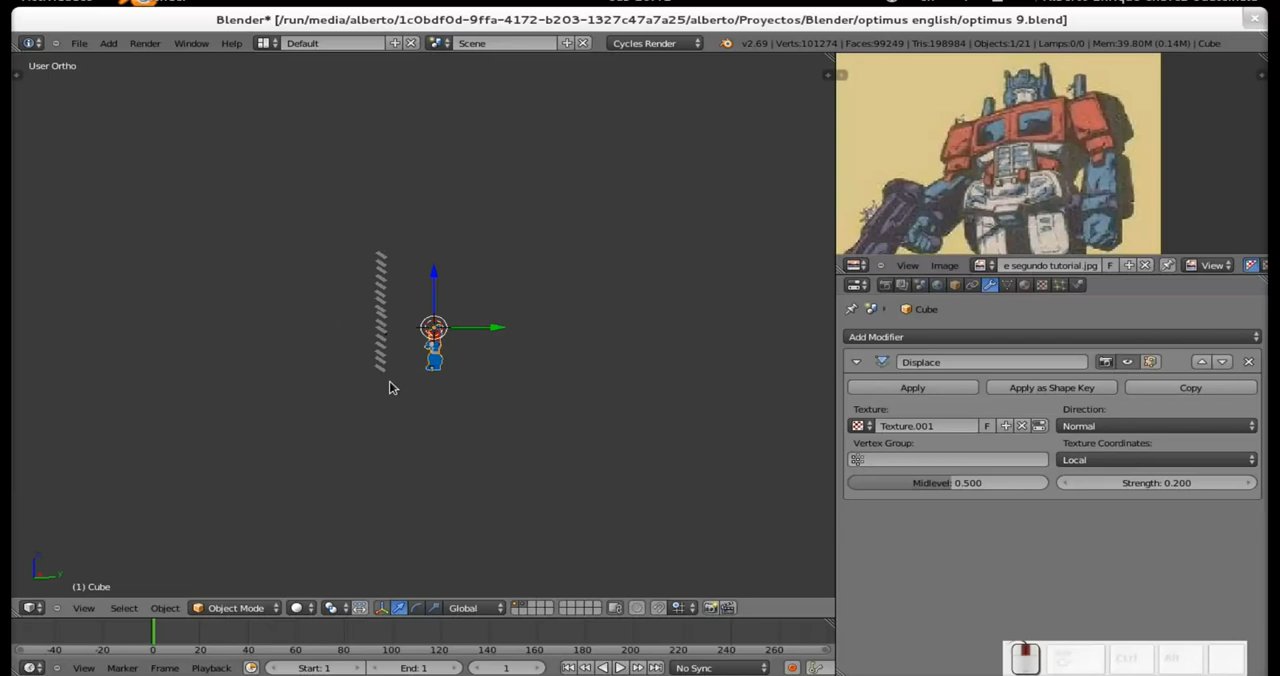 Blender* [/run/media/alberto/1c0bdf0d-9ffa-4172-b203-1327c47a7a25/alberto/Proyectos/Blender/optimus english/optimus 9.blend]
File Add Render Window Help Default Scene Cycles Render v2.69 | Verts:101274 | Faces:99249 | Tris:198984 | Objects:1/21 | Lamps:0/0 | Mem:39.80M (0.14M) | Cube
User Ortho
View Image e segundo tutorial.jpg F View
Cube
Add Modifier
Displace
Apply Apply as Shape Key Copy
Texture: Direction:
Texture.001 F Normal
Vertex Group: Texture Coordinates:
Local
Midlevel: 0.500 Strength: 0.200
(1) Cube
View Select Object Object Mode Global
-40 -20 0 20 40 60 80 100 120 140 160 180 200 220 240 260
View Marker Frame Playback Start: 1 End: 1 1 No Sync
Ctrl Alt